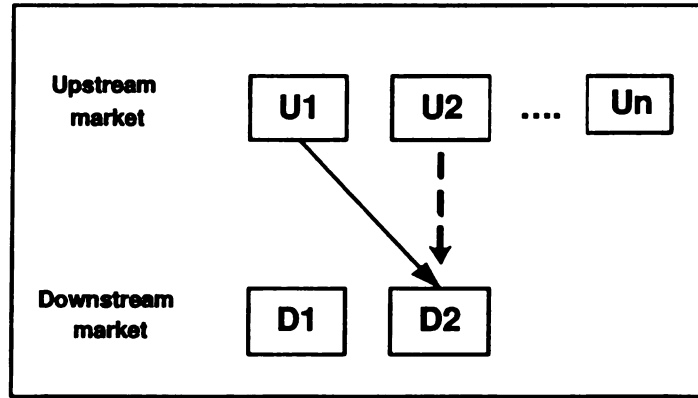 Upstream
market
U1 U2 .... Un
Downstream
market
D1 D2